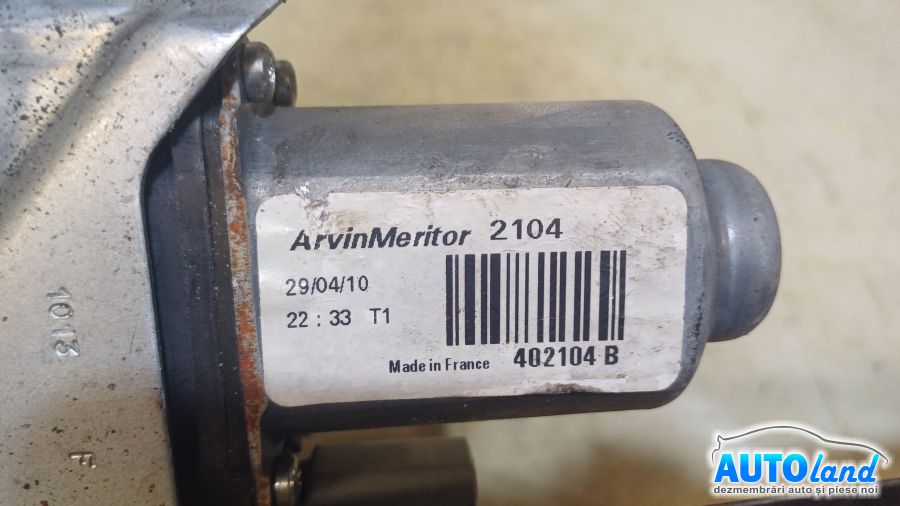 ArvinMeritor 2104
29/04/10
22 : 33 T1
Made in France 402104 B
1013
F
AUTOland
dezmembrări auto și piese noi